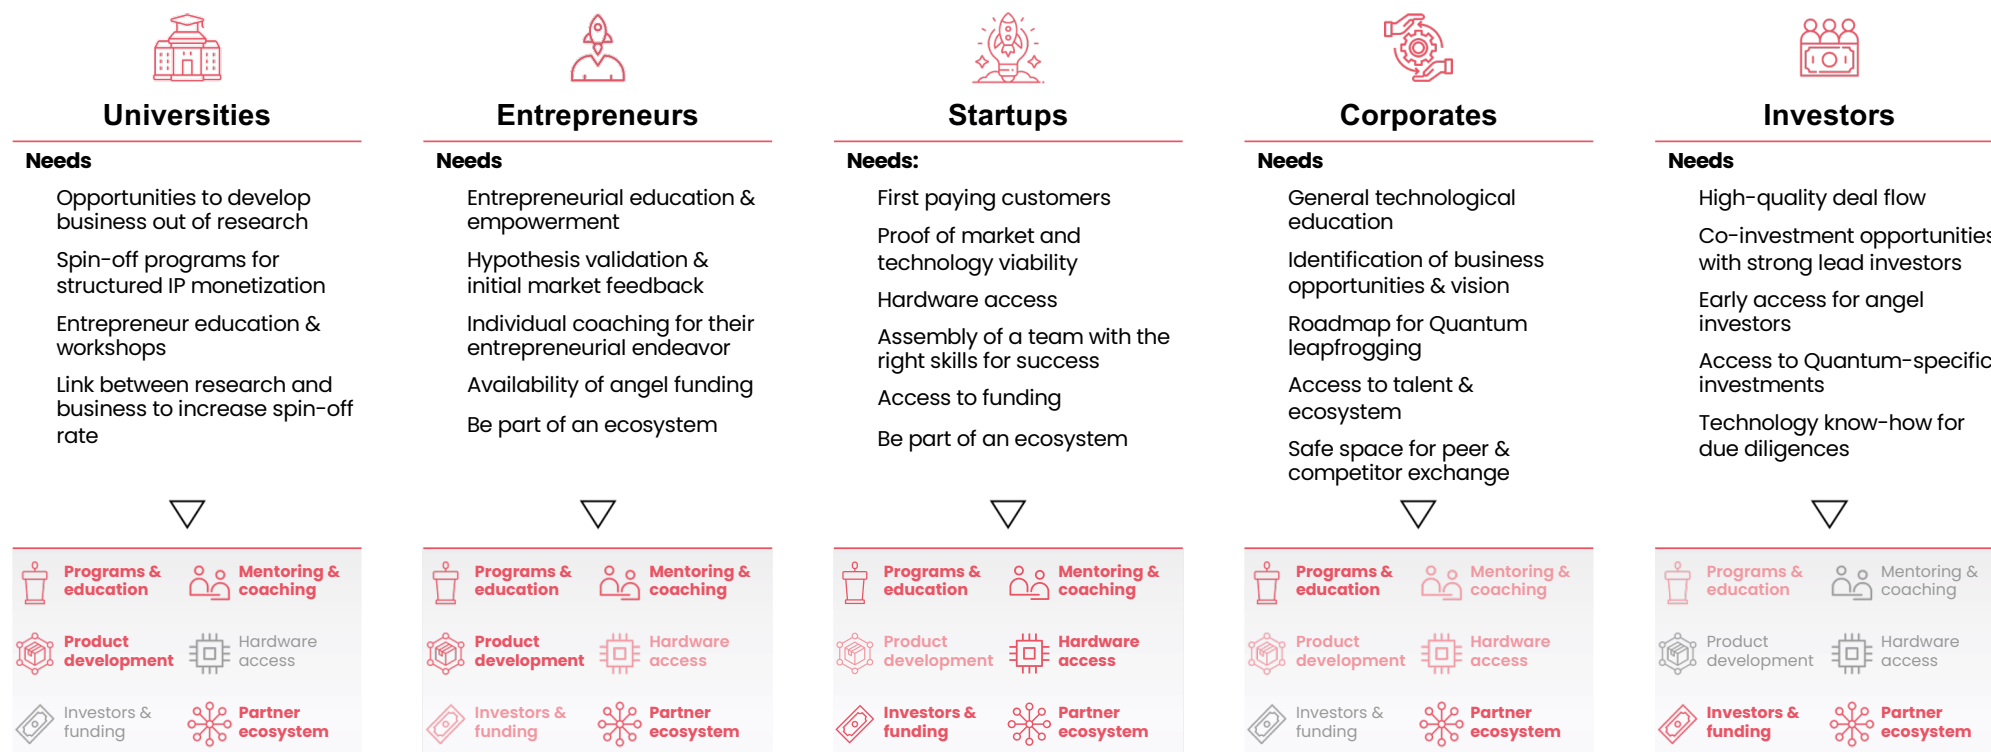 Universities
Needs
Opportunities to develop
business out of research
Spin-off programs for
structured IP monetization
Entrepreneur education &
workshops
Link between research and
business to increase spin-off
rate
Programs &
education
Mentoring &
coaching
Product
development
Hardware
access
Investors &
funding
Partner
ecosystem
Entrepreneurs
Needs
Entrepreneurial education &
empowerment
Hypothesis validation &
initial market feedback
Individual coaching for their
entrepreneurial endeavor
Availability of angel funding
Be part of an ecosystem
Programs &
education
Mentoring &
coaching
Product
development
Hardware
access
Investors &
funding
Partner
ecosystem
Startups
Needs:
First paying customers
Proof of market and
technology viability
Hardware access
Assembly of a team with the
right skills for success
Access to funding
Be part of an ecosystem
Programs &
education
Mentoring &
coaching
Product
development
Hardware
access
Investors &
funding
Partner
ecosystem
Corporates
Needs
General technological
education
Identification of business
opportunities & vision
Roadmap for Quantum
leapfrogging
Access to talent &
ecosystem
Safe space for peer &
competitor exchange
Programs &
education
Mentoring &
coaching
Product
development
Hardware
access
Investors &
funding
Partner
ecosystem
Investors
Needs
High-quality deal flow
Co-investment opportunities
with strong lead investors
Early access for angel
investors
Access to Quantum-specific
investments
Technology know-how for
due diligences
Programs &
education
Mentoring &
coaching
Product
development
Hardware
access
Investors &
funding
Partner
ecosystem